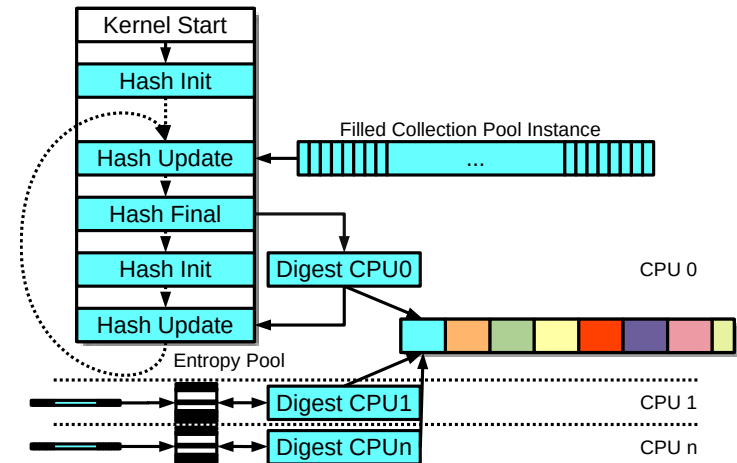 Kernel Start
Hash Init
Filled Collection Pool Instance
Hash Update
...
Hash Final
Hash Init
Digest CPU0
CPU 0
Hash Update
Entropy Pool
Digest CPU1
CPU 1
Digest CPUn
CPU n